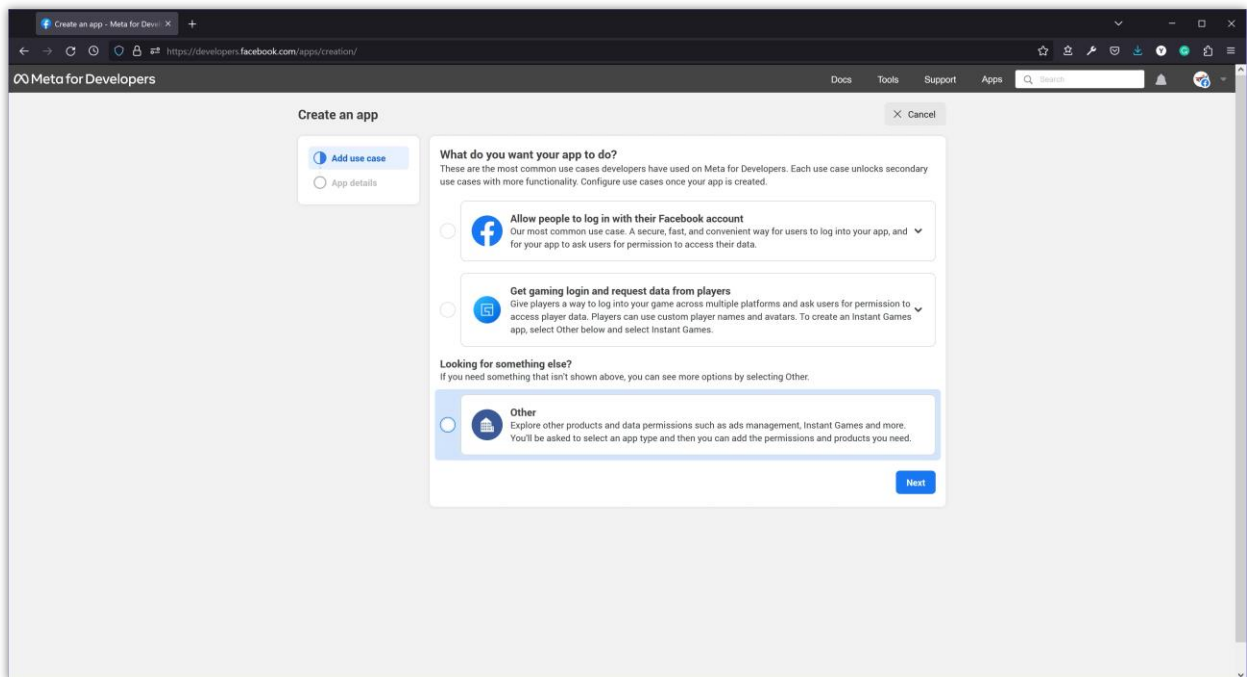 Create an app - Meta for Devel
https://developers.facebook.com/apps/creation/
Meta for Developers
Docs
Tools
Support
Apps
Search
Create an app
Cancel
Add use case
App details
What do you want your app to do?
These are the most common use cases developers have used on Meta for Developers. Each use case unlocks secondary
use cases with more functionality. Configure use cases once your app is created.
Allow people to log in with their Facebook account
Our most common use case. A secure, fast, and convenient way for users to log into your app, and
for your app to ask users for permission to access their data.
Get gaming login and request data from players
Give players a way to log into your game across multiple platforms and ask users for permission to
access player data. Players can use custom player names and avatars. To create an Instant Games
app, select Other below and select Instant Games.
Looking for something else?
If you need something that isn't shown above, you can see more options by selecting Other.
Other
Explore other products and data permissions such as ads management, Instant Games and more.
You'll be asked to select an app type and then you can add the permissions and products you need.
Next